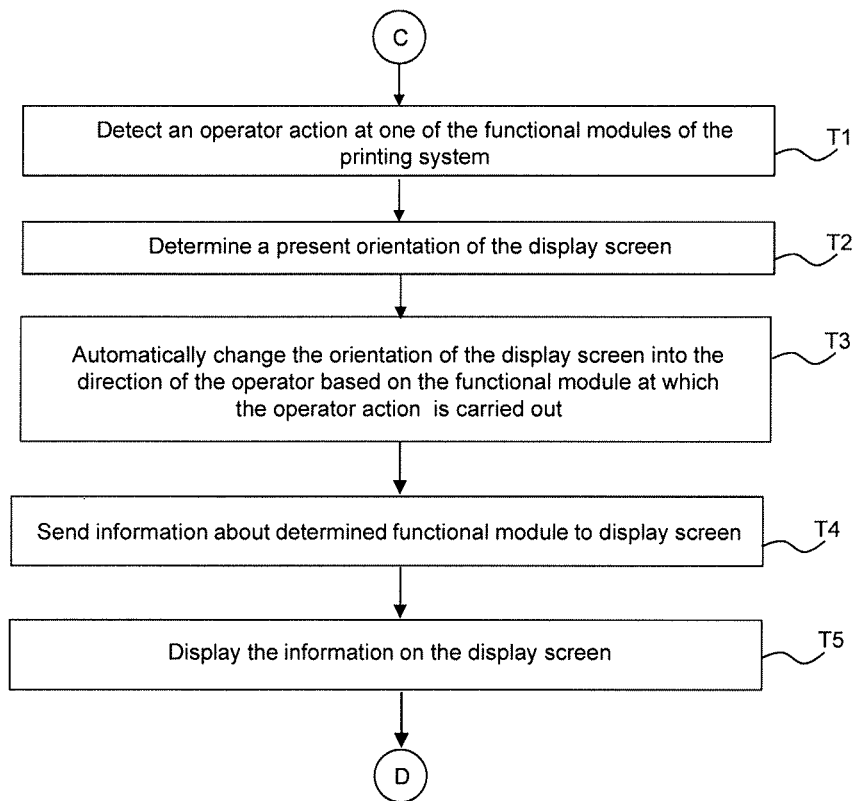 C
Detect an operator action at one of the functional modules of the
printing system
T1
Determine a present orientation of the display screen
T2
Automatically change the orientation of the display screen into the
direction of the operator based on the functional module at which
the operator action is carried out
T3
Send information about determined functional module to display screen
T4
Display the information on the display screen
T5
D